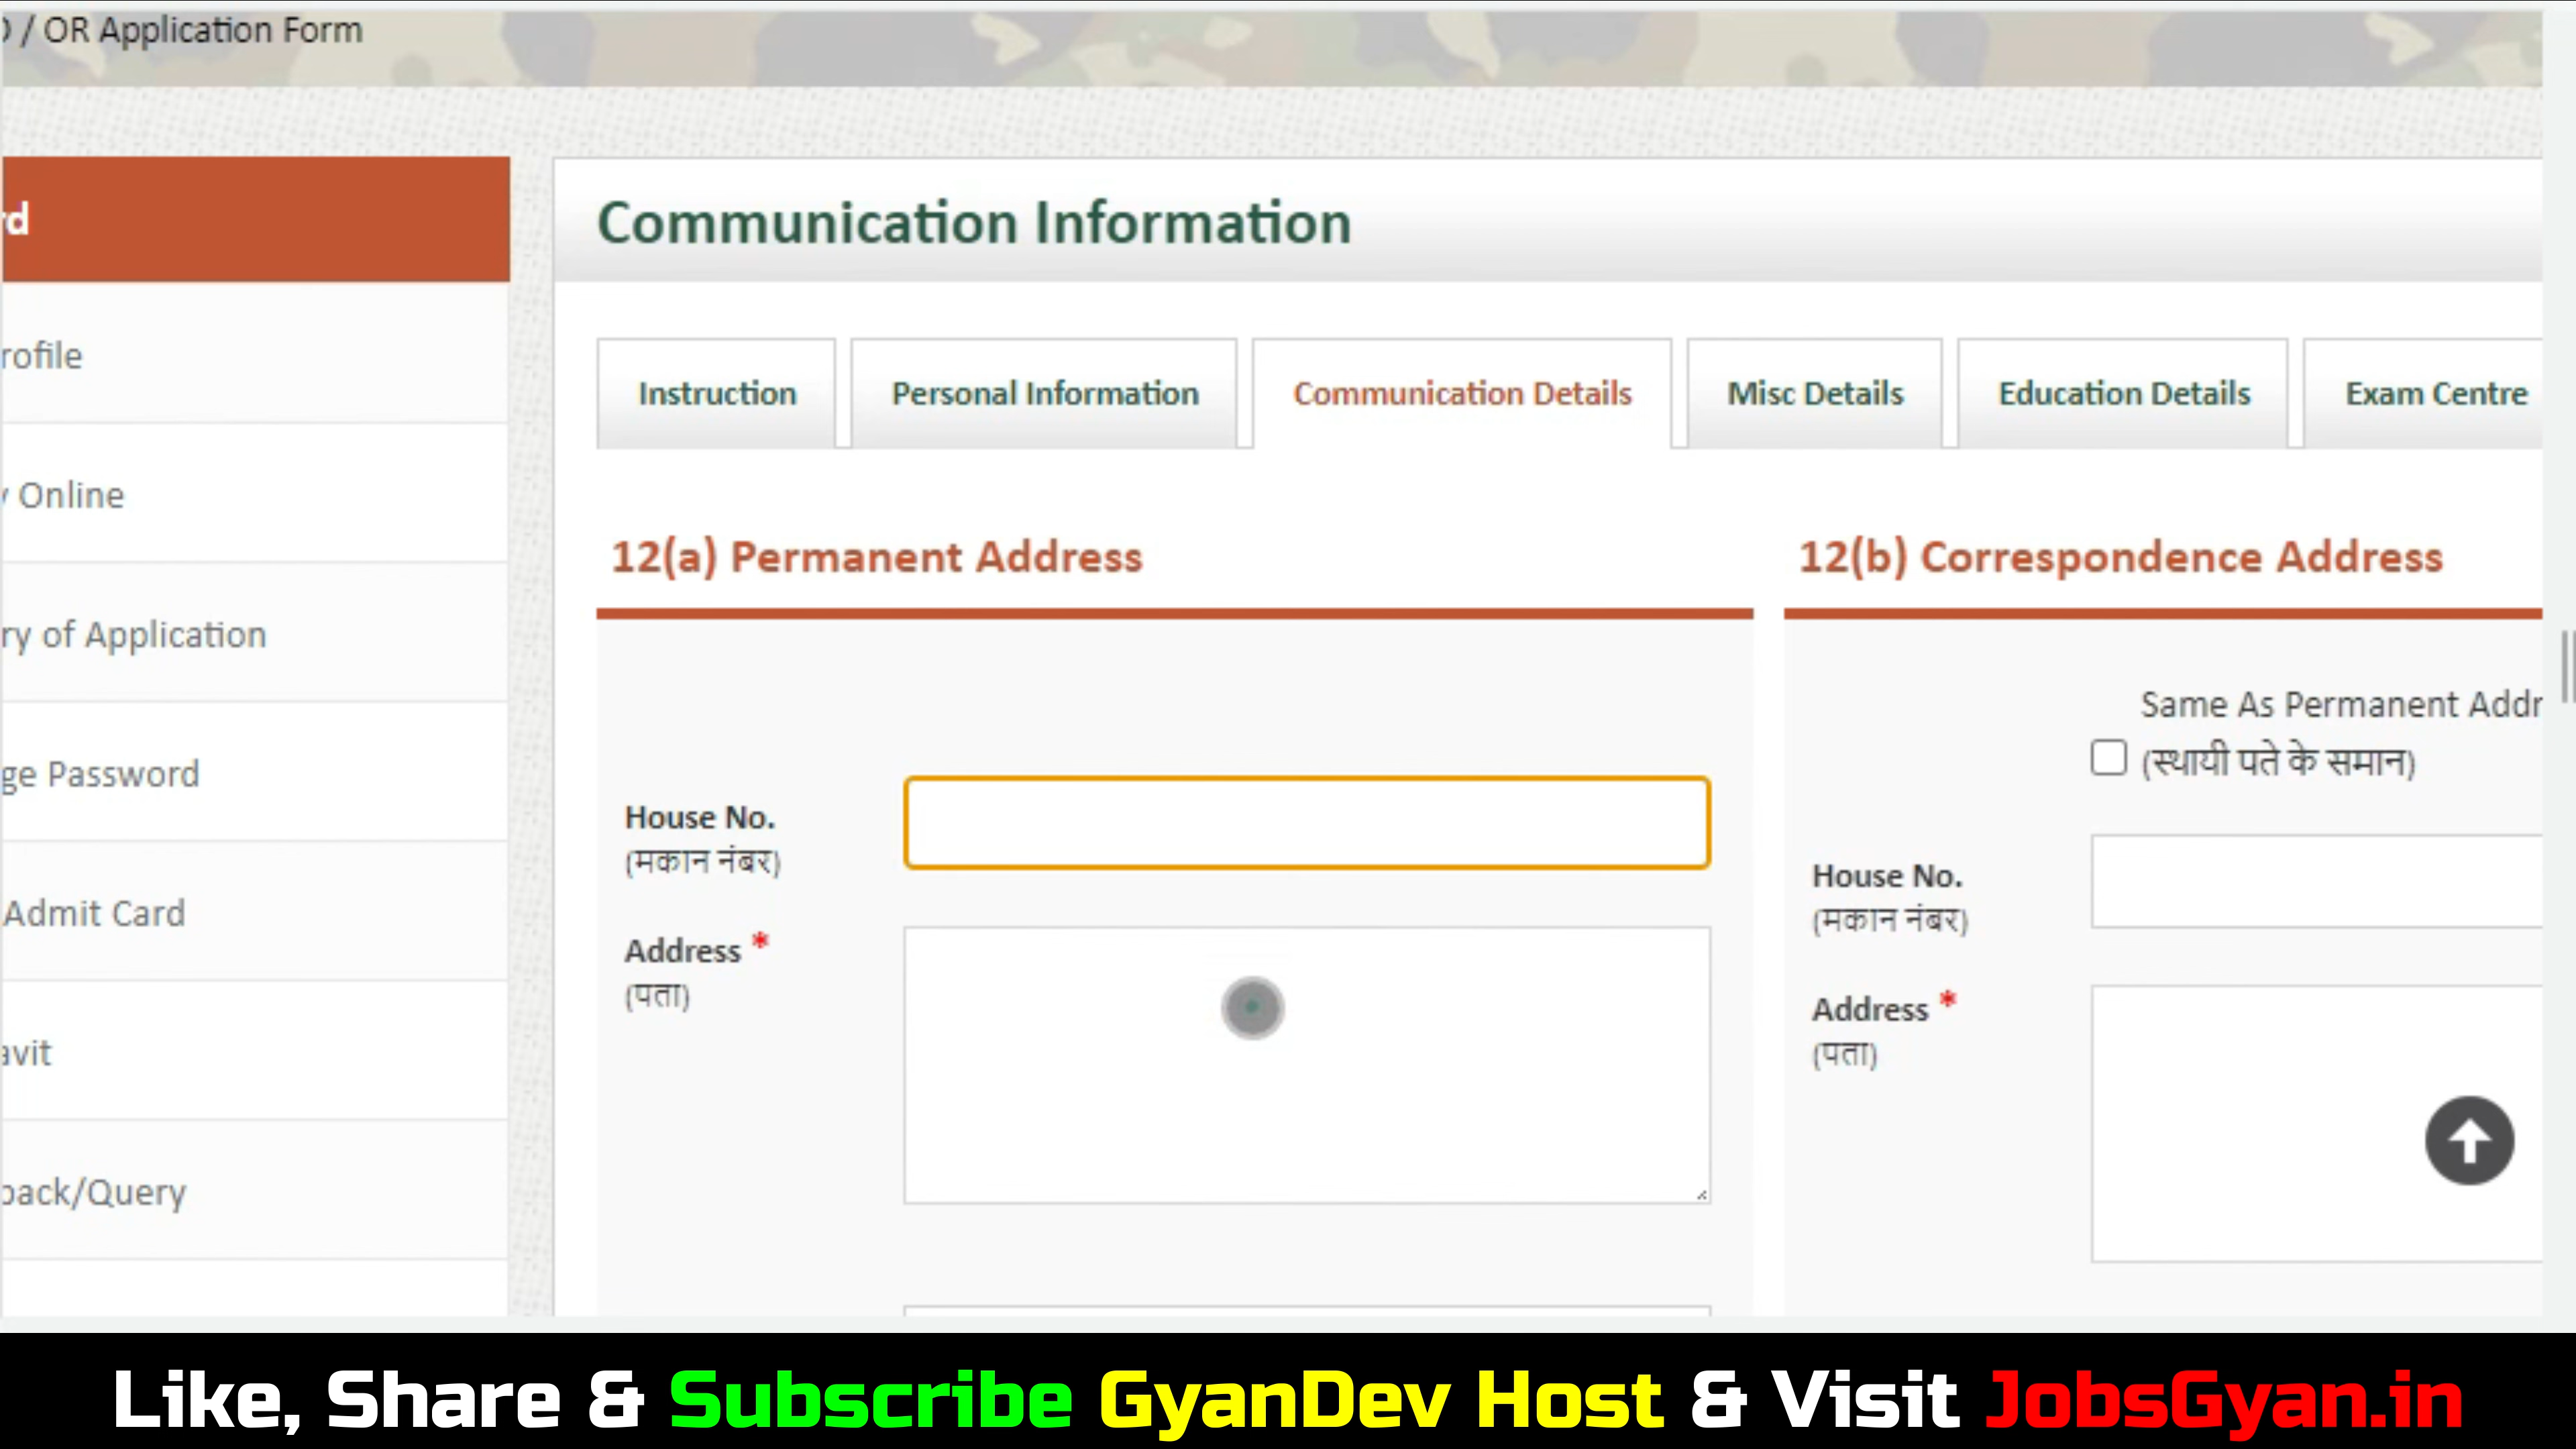 / OR Application Form
rd
rofile
Online
ry of Application
ge Password
Admit Card
avit
back/Query
Communication Information
Instruction
Personal Information
Communication Details
Misc Details
Education Details
Exam Centre
12(a) Permanent Address
House No.
(मकान नंबर)
Address *
(पता)
12(b) Correspondence Address
Same As Permanent Addr
(स्थायी पते के समान)
House No.
(मकान नंबर)
Address *
(पता)
Like, Share & Subscribe GyanDev Host & Visit JobsGyan.in